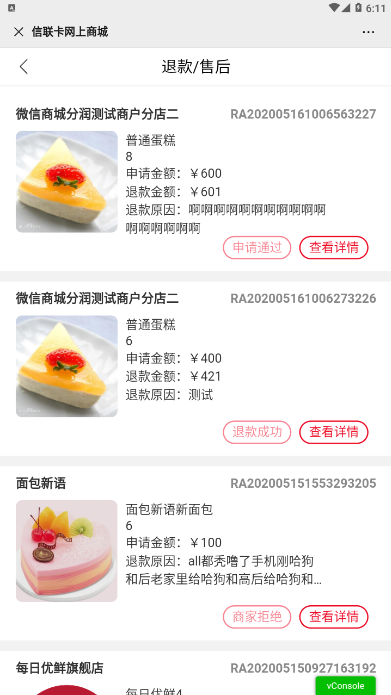 6:11
信联卡网上商城
退款/售后
微信商城分润测试商户分店二 RA202005161006563227
普通蛋糕
8
申请金额：￥600
退款金额：￥601
退款原因：啊啊啊啊啊啊啊啊啊啊啊
啊啊啊啊啊啊
申请通过 查看详情
微信商城分润测试商户分店二 RA202005161006273226
普通蛋糕
6
申请金额：￥400
退款金额：￥421
退款原因：测试
退款成功 查看详情
面包新语 RA202005151553293205
面包新语新面包
6
申请金额：￥100
退款原因：all都秃噜了手机刚哈狗
和后老家里给哈狗和高后给哈狗和…
商家拒绝 查看详情
每日优鲜旗舰店 RA202005150927163192
每日优鲜4
vConsole